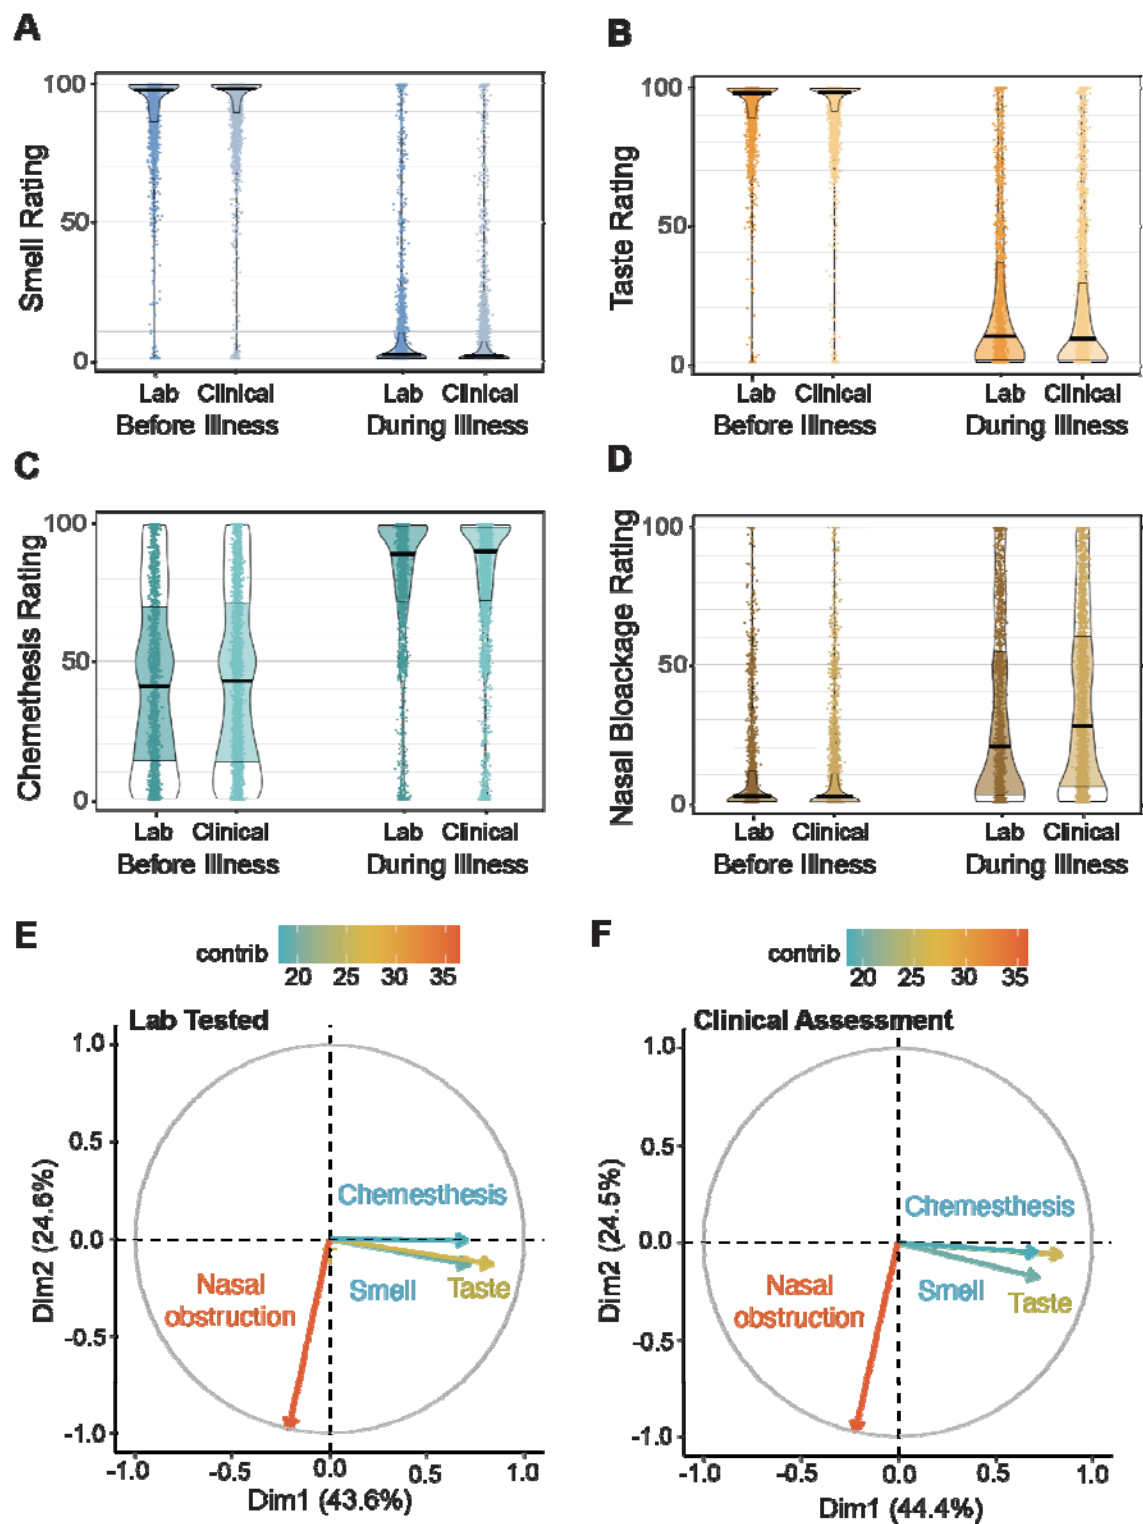 A
Smell Rating
100
50
0
Lab Clinical Lab Clinical
Before Illness During Illness
B
Taste Rating
100
50
0
Lab Clinical Lab Clinical
Before Illness During Illness
C
Chemethesis Rating
100
50
0
Lab Clinical Lab Clinical
Before Illness During Illness
D
Nasal Bloackage Rating
100
50
0
Lab Clinical Lab Clinical
Before Illness During Illness
E
contrib
20 25 30 35
Lab Tested
Dim2 (24.6%)
1.0
0.5
0.0
-0.5
-1.0
Chemesthesis
Nasal
obstruction
Smell
Taste
-1.0 -0.5 0.0 0.5 1.0
Dim1 (43.6%)
F
contrib
20 25 30 35
Clinical Assessment
Dim2 (24.5%)
1.0
0.5
0.0
-0.5
-1.0
Chemesthesis
Nasal
obstruction
Smell
Taste
-1.0 -0.5 0.0 0.5 1.0
Dim1 (44.4%)